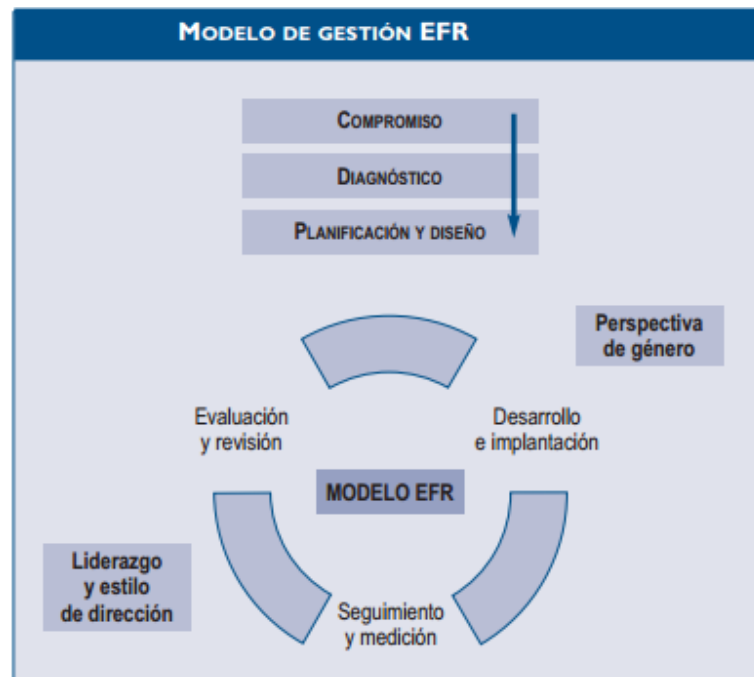 MODELO DE GESTIÓN EFR
COMPROMISO
DIAGNÓSTICO
PLANIFICACIÓN Y DISEÑO
Perspectiva
de género
Evaluación
y revisión
Desarrollo
e implantación
MODELO EFR
Liderazgo
y estilo
de dirección
Seguimiento
y medición